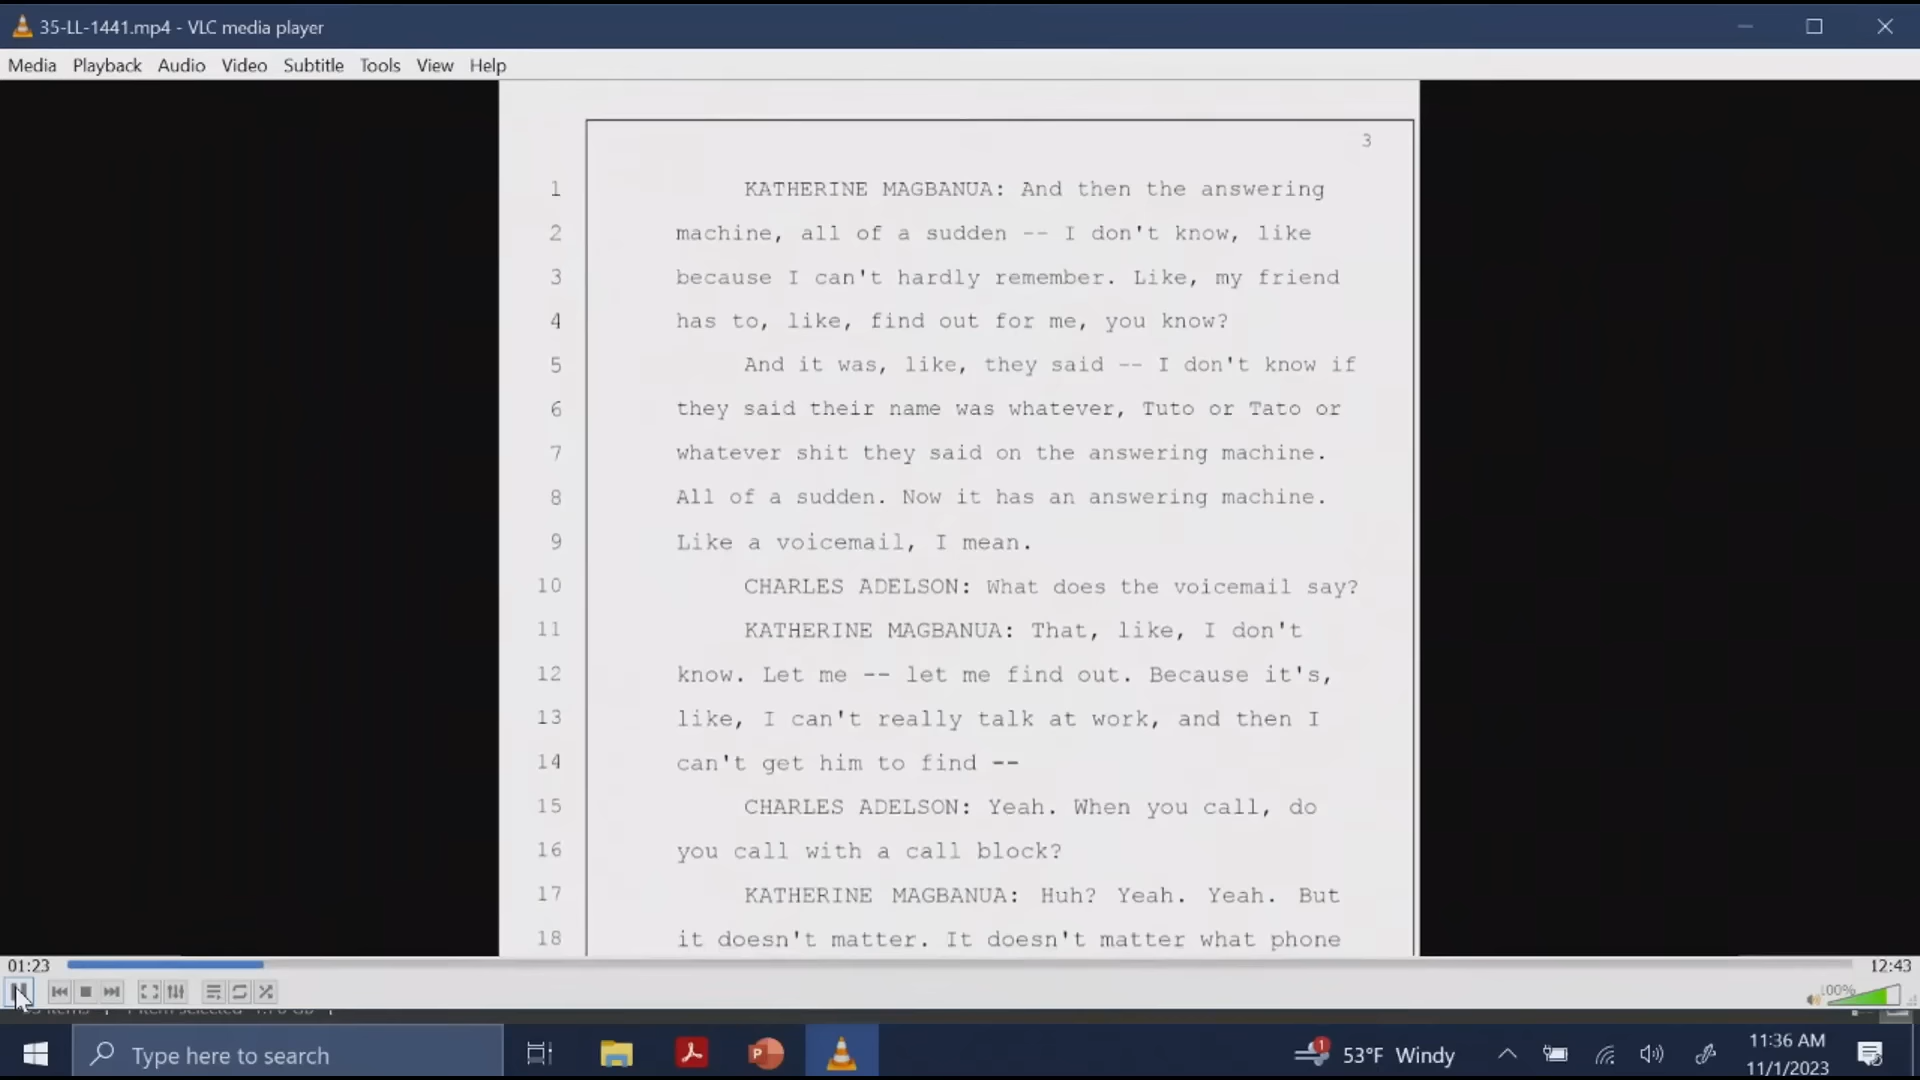 35-LL-1441.mp4 - VLC media player
Media Playback Audio Video Subtitle Tools View Help
3
1 KATHERINE MAGBANUA: And then the answering
2 machine, all of a sudden -- I don't know, like
3 because I can't hardly remember. Like, my friend
4 has to, like, find out for me, you know?
5 And it was, like, they said -- I don't know if
6 they said their name was whatever, Tuto or Tato or
7 whatever shit they said on the answering machine.
8 All of a sudden. Now it has an answering machine.
9 Like a voicemail, I mean.
10 CHARLES ADELSON: What does the voicemail say?
11 KATHERINE MAGBANUA: That, like, I don't
12 know. Let me -- let me find out. Because it's,
13 like, I can't really talk at work, and then I
14 can't get him to find --
15 CHARLES ADELSON: Yeah. When you call, do
16 you call with a call block?
17 KATHERINE MAGBANUA: Huh? Yeah. Yeah. But
18 it doesn't matter. It doesn't matter what phone
01:23 12:43
100%
Type here to search
1 53°F Windy
11:36 AM
11/1/2023